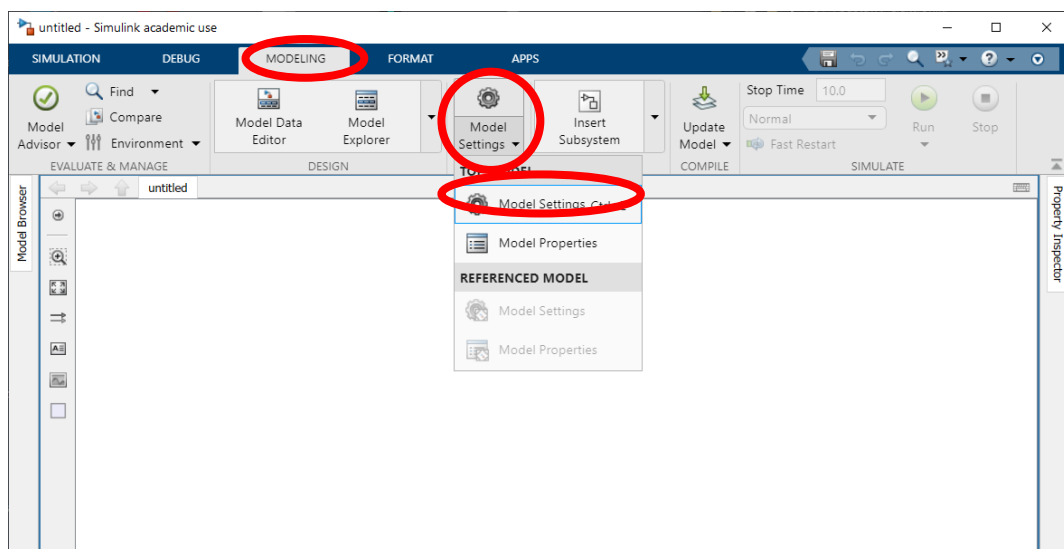 untitled - Simulink academic use
SIMULATION DEBUG MODELING FORMAT APPS
Model Advisor
Find
Compare
Environment
EVALUATE & MANAGE
Model Data Editor
Model Explorer
DESIGN
Model Settings
Insert Subsystem
Update Model
COMPILE
Stop Time 10.0
Normal
Fast Restart
Run
Stop
SIMULATE
untitled
Model Browser
Property Inspector
Model Settings
Model Properties
REFERENCED MODEL
Model Settings
Model Properties